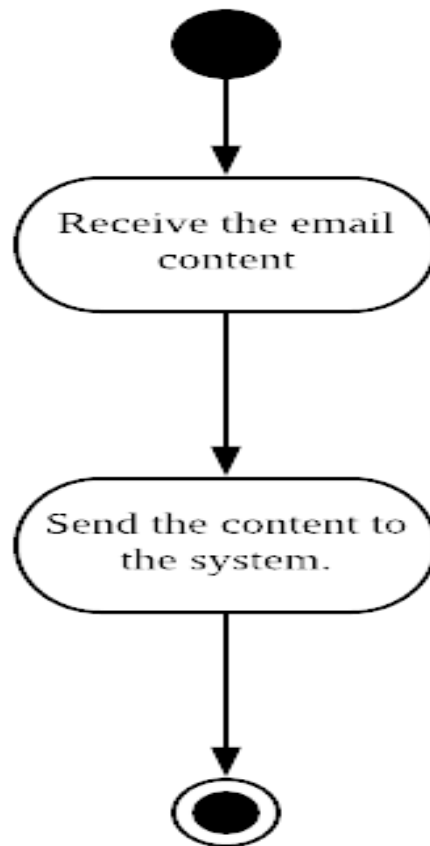 Receive the email
content
Send the content to
the system.